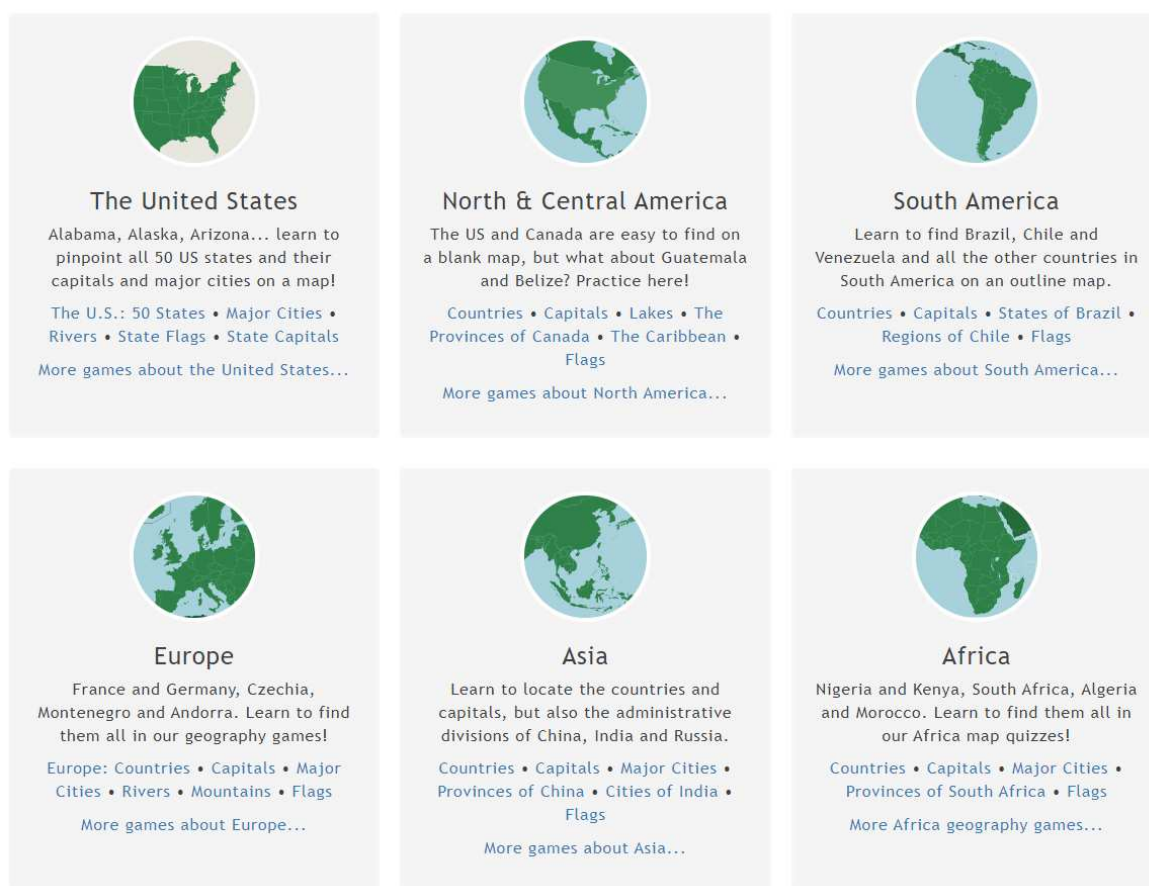 The United States
Alabama, Alaska, Arizona... learn to
pinpoint all 50 US states and their
capitals and major cities on a map!
The U.S.: 50 States • Major Cities •
Rivers • State Flags • State Capitals
More games about the United States...
North & Central America
The US and Canada are easy to find on
a blank map, but what about Guatemala
and Belize? Practice here!
Countries • Capitals • Lakes • The
Provinces of Canada • The Caribbean •
Flags
More games about North America...
South America
Learn to find Brazil, Chile and
Venezuela and all the other countries in
South America on an outline map.
Countries • Capitals • States of Brazil •
Regions of Chile • Flags
More games about South America...
Europe
France and Germany, Czechia,
Montenegro and Andorra. Learn to find
them all in our geography games!
Europe: Countries • Capitals • Major
Cities • Rivers • Mountains • Flags
More games about Europe...
Asia
Learn to locate the countries and
capitals, but also the administrative
divisions of China, India and Russia.
Countries • Capitals • Major Cities •
Provinces of China • Cities of India •
Flags
More games about Asia...
Africa
Nigeria and Kenya, South Africa, Algeria
and Morocco. Learn to find them all in
our Africa map quizzes!
Countries • Capitals • Major Cities •
Provinces of South Africa • Flags
More Africa geography games...